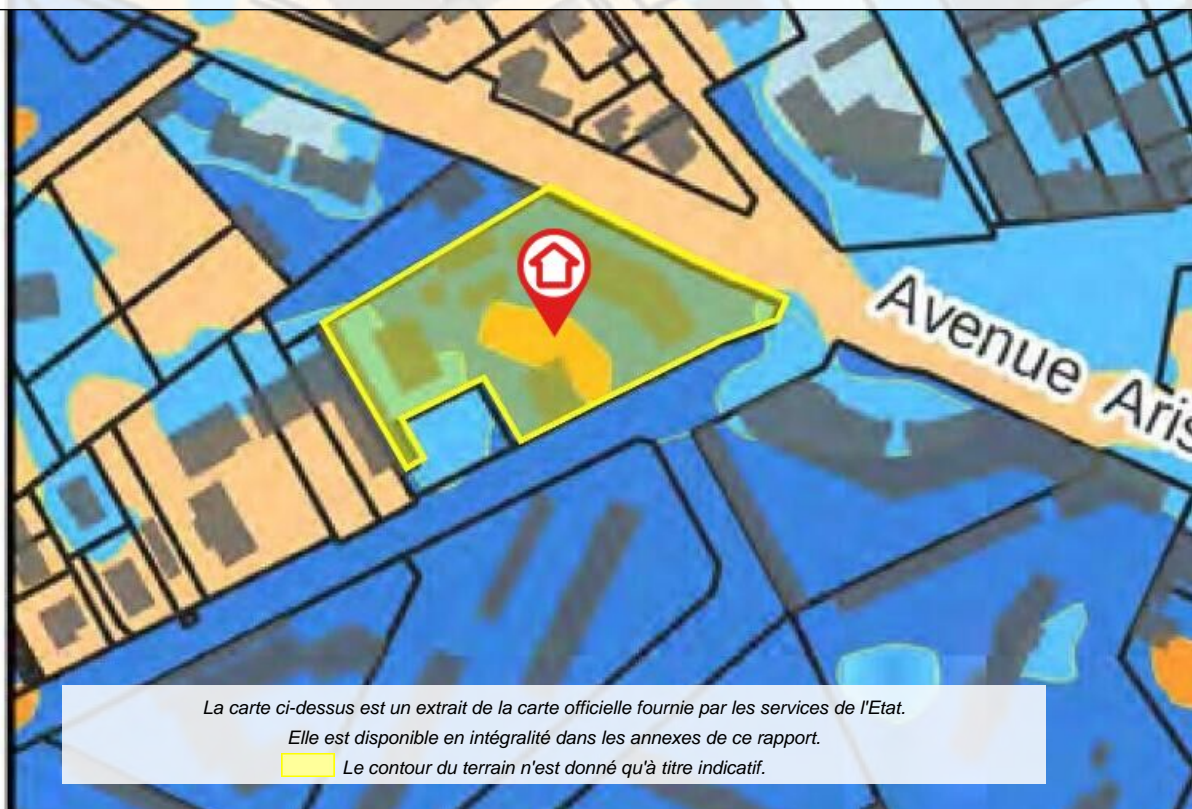 Avenue Aris
La carte ci-dessus est un extrait de la carte officielle fournie par les services de l'Etat.
Elle est disponible en intégralité dans les annexes de ce rapport.
Le contour du terrain n'est donné qu'à titre indicatif.